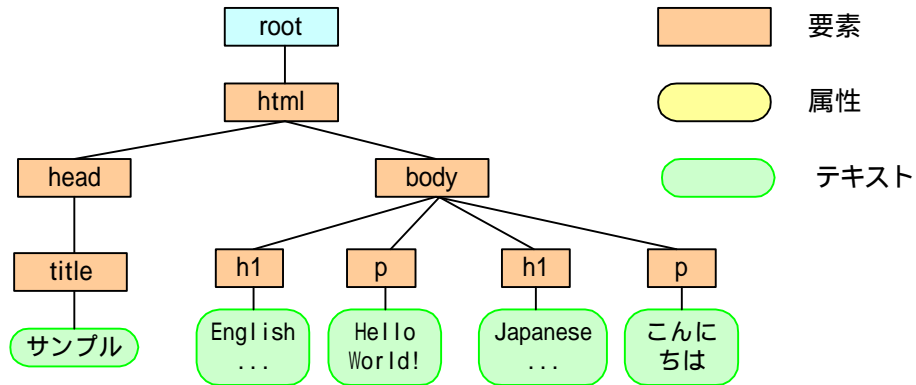 root
要素
html
属性
head
body
テキスト
title
h1
p
h1
p
サンプル
English
...
Hello
World!
Japanese
...
こんに
ちは